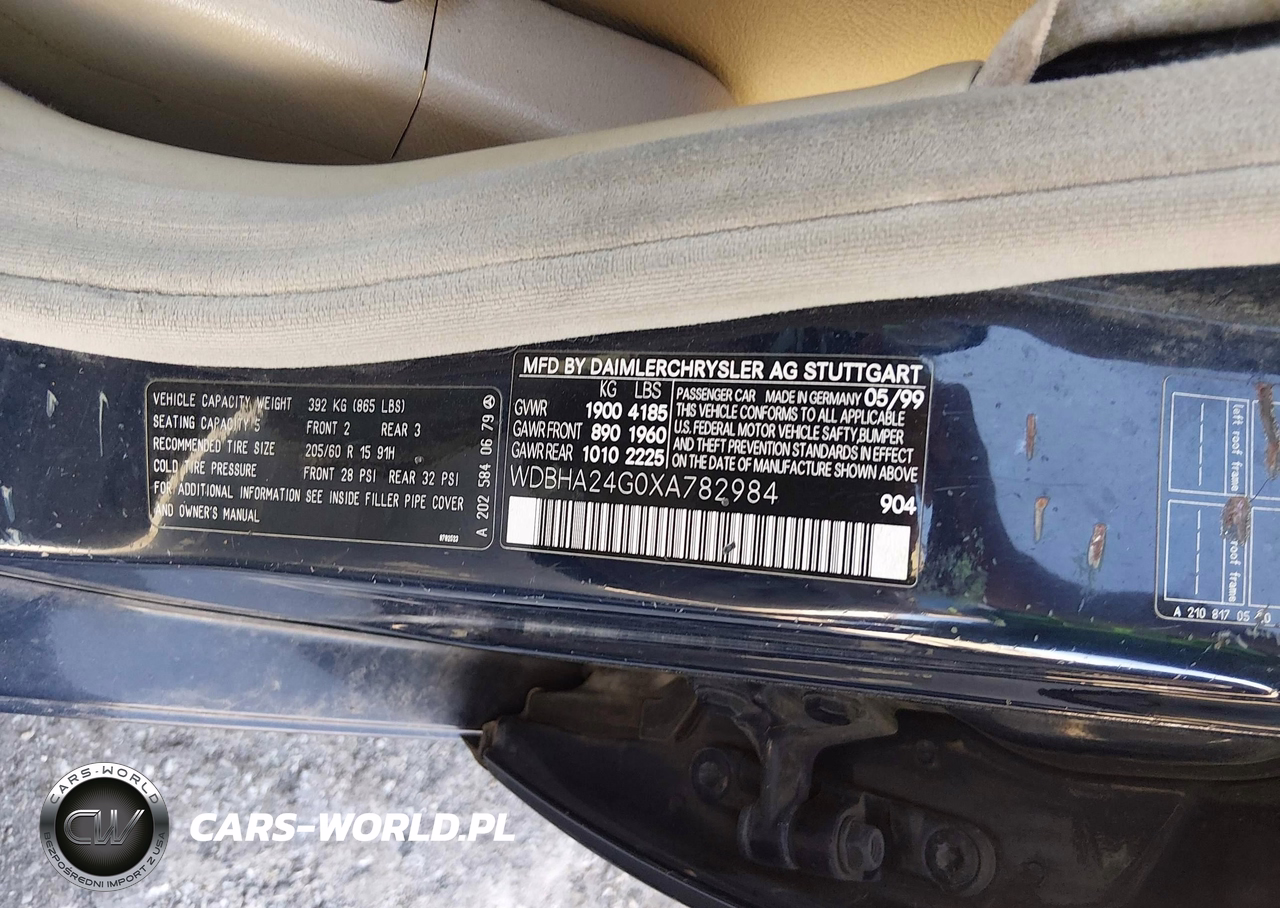 VEHICLE CAPACITY WEIGHT 392 KG (865 LBS)
SEATING CAPACITY 5 FRONT 2 REAR 3
RECOMMENDED TIRE SIZE 205/60 R 15 91H
COLD TIRE PRESSURE FRONT 28 PSI REAR 32 PSI
FOR ADDITIONAL INFORMATION SEE INSIDE FILLER PIPE COVER
AND OWNER'S MANUAL
A 202 584 06 79
MFD BY DAIMLERCHRYSLER AG STUTTGART
KG LBS
GVWR 1900 4185
GAWR FRONT 890 1960
GAWR REAR 1010 2225
PASSENGER CAR MADE IN GERMANY 05/99
THIS VEHICLE CONFORMS TO ALL APPLICABLE
U.S. FEDERAL MOTOR VEHICLE SAFTY,BUMPER
AND THEFT PREVENTION STANDARDS IN EFFECT
ON THE DATE OF MANUFACTURE SHOWN ABOVE
WDBHA24G0XA782984
904
left roof frame
roof frame
A 210 817 05
CARS-WORLD
CW
BEZPOŚREDNI IMPORT Z USA
CARS-WORLD.PL